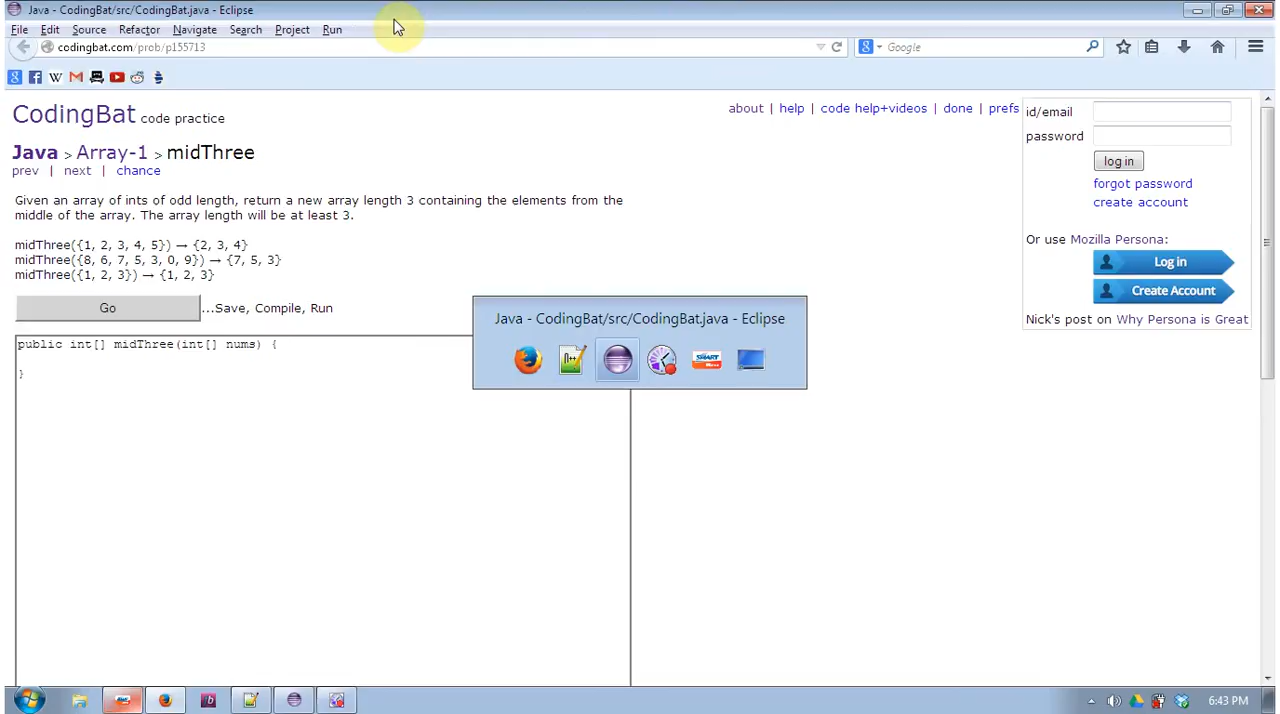 Java - CodingBat/src/CodingBat.java - Eclipse
File Edit Source Refactor Navigate Search Project Run
codingbat.com/prob/p155713
Google
CodingBat code practice
about | help | code help+videos | done | prefs
id/email
password
log in
forgot password
create account
Or use Mozilla Persona:
Log in
Create Account
Nick's post on Why Persona is Great
Java > Array-1 > midThree
prev | next | chance
Given an array of ints of odd length, return a new array length 3 containing the elements from the
middle of the array. The array length will be at least 3.
midThree({1, 2, 3, 4, 5}) → {2, 3, 4}
midThree({8, 6, 7, 5, 3, 0, 9}) → {7, 5, 3}
midThree({1, 2, 3}) → {1, 2, 3}
Go ...Save, Compile, Run
public int[] midThree(int[] nums) {
}
Java - CodingBat/src/CodingBat.java - Eclipse
6:43 PM